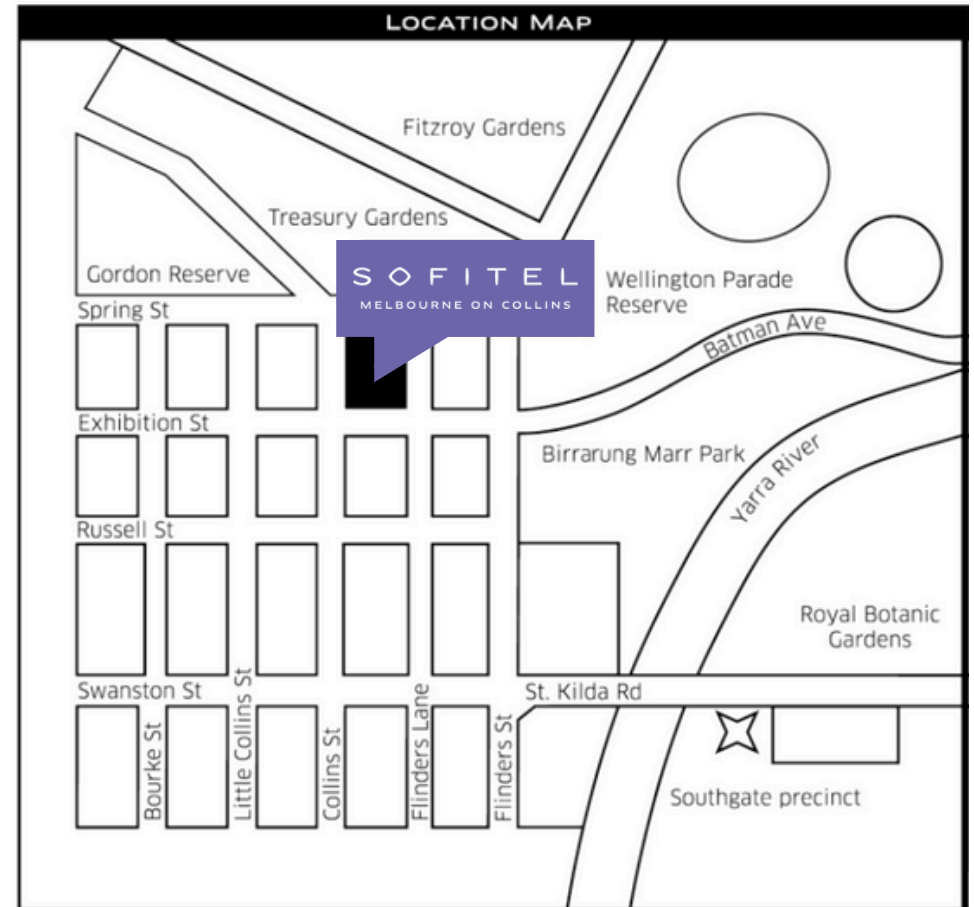 LOCATION MAP
Fitzroy Gardens
Treasury Gardens
Gordon Reserve
SOFITEL
MELBOURNE ON COLLINS
Wellington Parade
Reserve
Spring St
Batman Ave
Exhibition St
Birrarung Marr Park
Yarra River
Russell St
Royal Botanic
Gardens
Swanston St
St. Kilda Rd
Bourke St
Little Collins St
Collins St
Flinders Lane
Flinders St
Southgate precinct